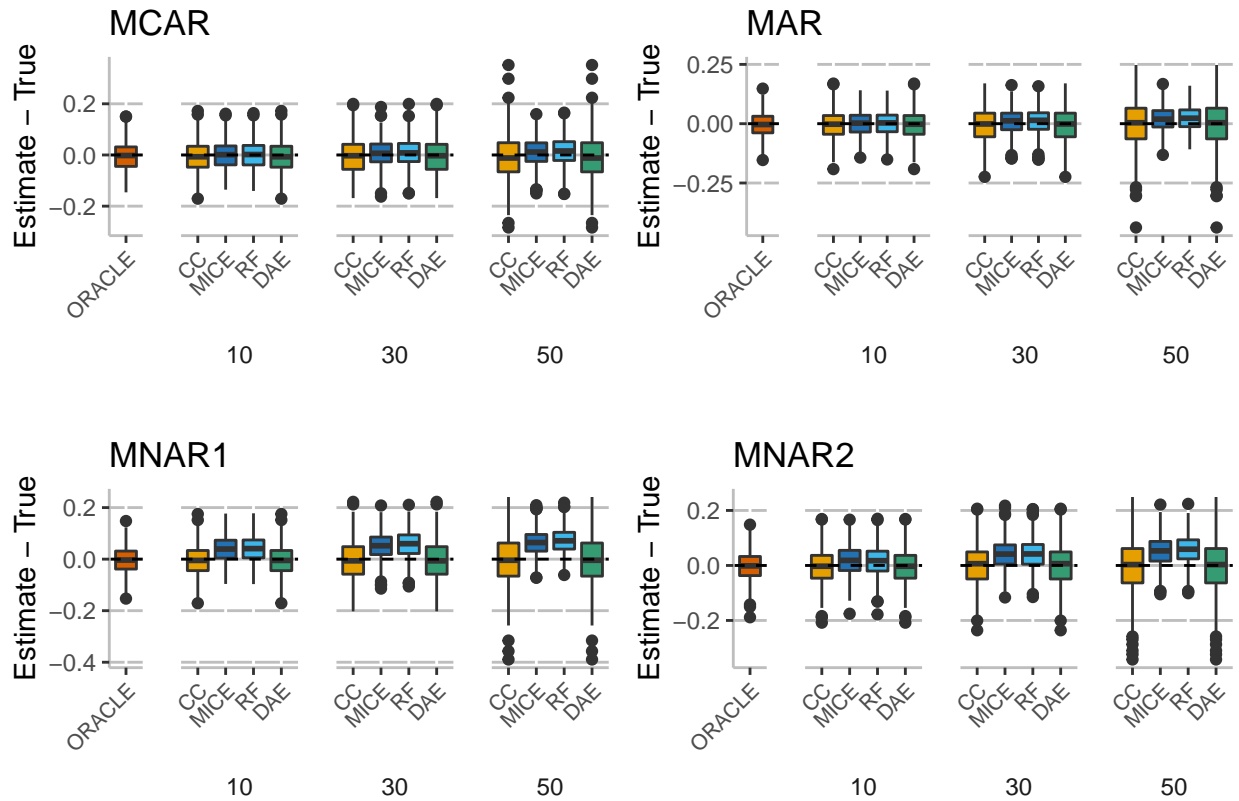 MCAR
Estimate − True
0.2
0.0
−0.2
ORACLE
CC
MICE
RF
DAE
CC
MICE
RF
DAE
CC
MICE
RF
DAE
10
30
50
MAR
Estimate − True
0.25
0.00
−0.25
ORACLE
CC
MICE
RF
DAE
CC
MICE
RF
DAE
CC
MICE
RF
DAE
10
30
50
MNAR1
Estimate − True
0.2
0.0
−0.2
−0.4
ORACLE
CC
MICE
RF
DAE
CC
MICE
RF
DAE
CC
MICE
RF
DAE
10
30
50
MNAR2
Estimate − True
0.2
0.0
−0.2
ORACLE
CC
MICE
RF
DAE
CC
MICE
RF
DAE
CC
MICE
RF
DAE
10
30
50